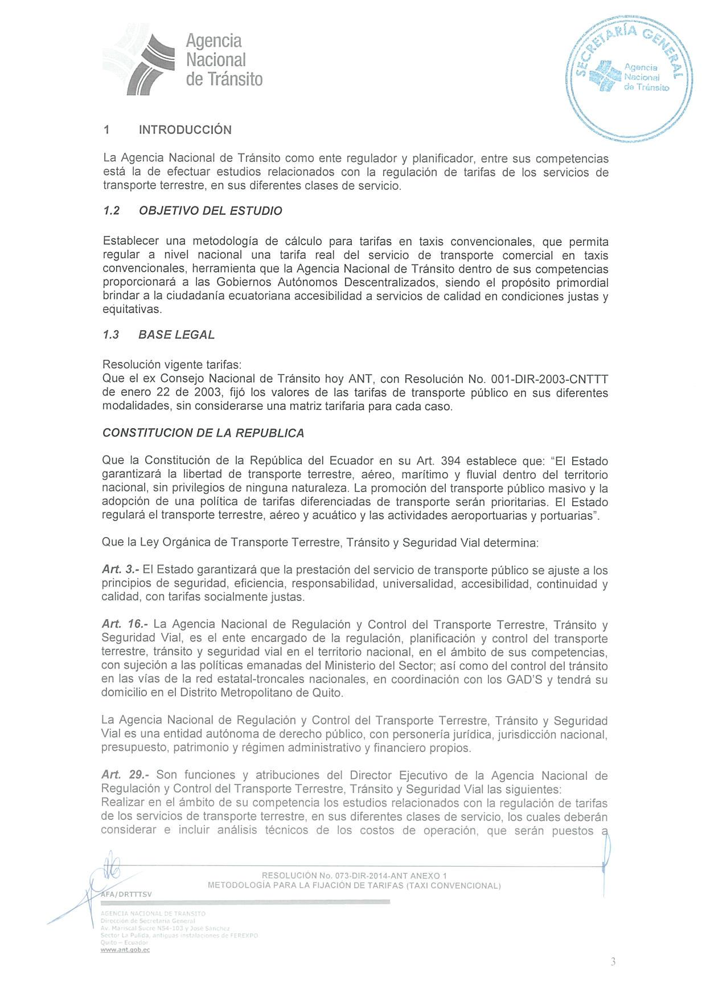 Agencia
Nacional
de Tránsito
SECRETARÍA GENERAL
Agencia
Nacional
de Tránsito
1 INTRODUCCIÓN
La Agencia Nacional de Tránsito como ente regulador y planificador, entre sus competencias
está la de efectuar estudios relacionados con la regulación de tarifas de los servicios de
transporte terrestre, en sus diferentes clases de servicio.
1.2 OBJETIVO DEL ESTUDIO
Establecer una metodología de cálculo para tarifas en taxis convencionales, que permita
regular a nivel nacional una tarifa real del servicio de transporte comercial en taxis
convencionales, herramienta que la Agencia Nacional de Tránsito dentro de sus competencias
proporcionará a las Gobiernos Autónomos Descentralizados, siendo el propósito primordial
brindar a la ciudadanía ecuatoriana accesibilidad a servicios de calidad en condiciones justas y
equitativas.
1.3 BASE LEGAL
Resolución vigente tarifas:
Que el ex Consejo Nacional de Tránsito hoy ANT, con Resolución No. 001-DIR-2003-CNTTT
de enero 22 de 2003, fijó los valores de las tarifas de transporte público en sus diferentes
modalidades, sin considerarse una matriz tarifaria para cada caso.
CONSTITUCION DE LA REPUBLICA
Que la Constitución de la República del Ecuador en su Art. 394 establece que: “El Estado
garantizará la libertad de transporte terrestre, aéreo, marítimo y fluvial dentro del territorio
nacional, sin privilegios de ninguna naturaleza. La promoción del transporte público masivo y la
adopción de una política de tarifas diferenciadas de transporte serán prioritarias. El Estado
regulará el transporte terrestre, aéreo y acuático y las actividades aeroportuarias y portuarias”.
Que la Ley Orgánica de Transporte Terrestre, Tránsito y Seguridad Vial determina:
Art. 3.- El Estado garantizará que la prestación del servicio de transporte público se ajuste a los
principios de seguridad, eficiencia, responsabilidad, universalidad, accesibilidad, continuidad y
calidad, con tarifas socialmente justas.
Art. 16.- La Agencia Nacional de Regulación y Control del Transporte Terrestre, Tránsito y
Seguridad Vial, es el ente encargado de la regulación, planificación y control del transporte
terrestre, tránsito y seguridad vial en el territorio nacional, en el ámbito de sus competencias,
con sujeción a las políticas emanadas del Ministerio del Sector; así como del control del tránsito
en las vías de la red estatal-troncales nacionales, en coordinación con los GAD’S y tendrá su
domicilio en el Distrito Metropolitano de Quito.
La Agencia Nacional de Regulación y Control del Transporte Terrestre, Tránsito y Seguridad
Vial es una entidad autónoma de derecho público, con personería jurídica, jurisdicción nacional,
presupuesto, patrimonio y régimen administrativo y financiero propios.
Art. 29.- Son funciones y atribuciones del Director Ejecutivo de la Agencia Nacional de
Regulación y Control del Transporte Terrestre, Tránsito y Seguridad Vial las siguientes:
Realizar en el ámbito de su competencia los estudios relacionados con la regulación de tarifas
de los servicios de transporte terrestre, en sus diferentes clases de servicio, los cuales deberán
considerar e incluir análisis técnicos de los costos de operación, que serán puestos a
RESOLUCIÓN No. 073-DIR-2014-ANT ANEXO 1
METODOLOGÍA PARA LA FIJACIÓN DE TARIFAS (TAXI CONVENCIONAL)
AFA/DRTTTSV
AGENCIA NACIONAL DE TRANSITO
Dirección de Secretaría General
Av. Mariscal Sucre N54-103 y José Sánchez
Sector La Pulida, antiguas instalaciones de FEREXPO
Quito – Ecuador
www.ant.gob.ec
3